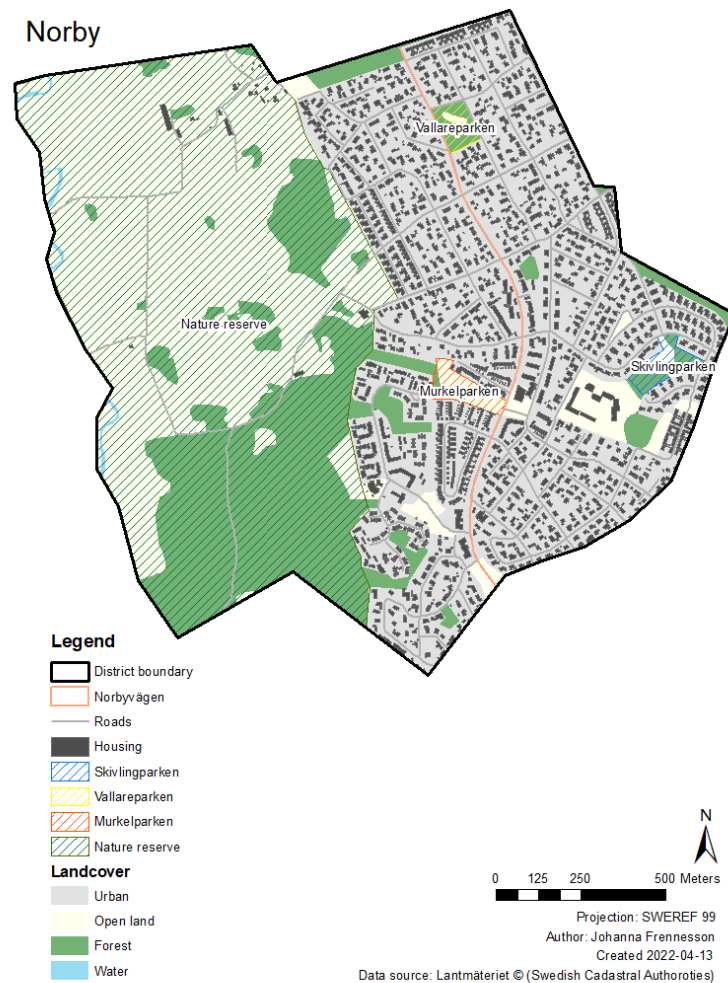 Norby
Vallareparken
Nature reserve
Skivlingparken
Murkelparken
Legend
District boundary
Norbyvägen
Roads
Housing
Skivlingparken
Vallareparken
Murkelparken
Nature reserve
Landcover
Urban
Open land
Forest
Water
N
0 125 250 500 Meters
Projection: SWEREF 99
Author: Johanna Frennesson
Created 2022-04-13
Data source: Lantmäteriet © (Swedish Cadastral Authoroties)